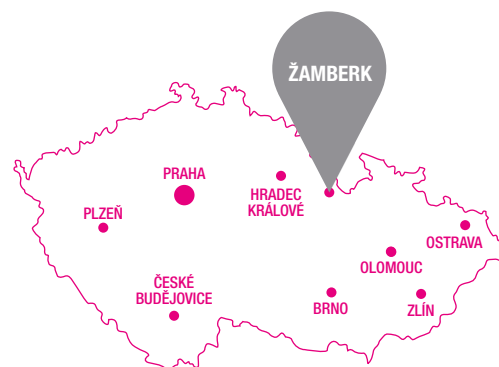 ŽAMBERK
PRAHA
HRADEC
KRÁLOVÉ
PLZEŇ
OSTRAVA
OLOMOUC
ČESKÉ
BUDĚJOVICE
BRNO
ZLÍN